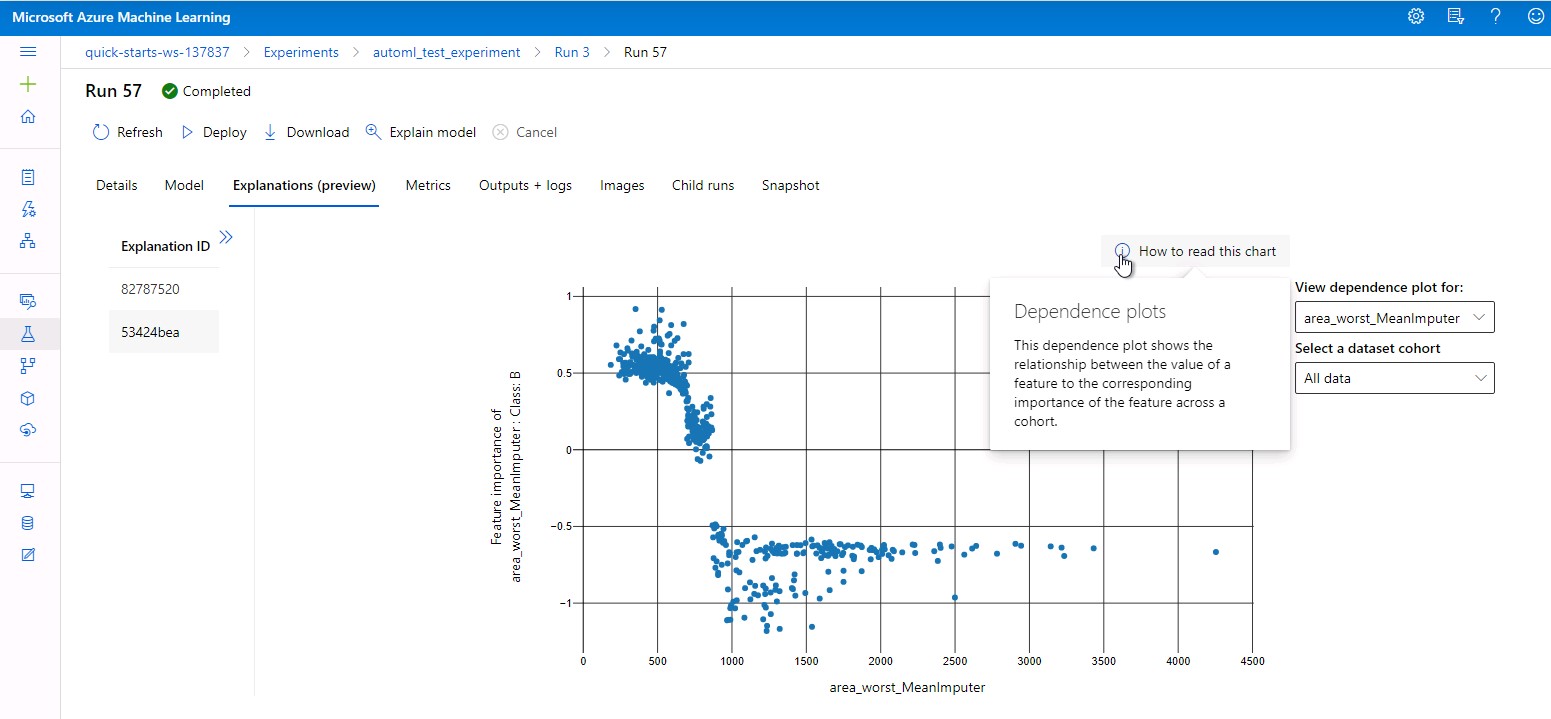 Microsoft Azure Machine Learning
quick-starts-ws-137837 > Experiments > automl_test_experiment > Run 3 > Run 57
Run 57 Completed
Refresh Deploy Download Explain model Cancel
Details Model Explanations (preview) Metrics Outputs + logs Images Child runs Snapshot
Explanation ID
82787520
53424bea
How to read this chart
Dependence plots
This dependence plot shows the
relationship between the value of a
feature to the corresponding
importance of the feature across a
cohort.
View dependence plot for:
area_worst_MeanImputer
Select a dataset cohort
All data
Feature importance of
area_worst_MeanImputer : Class: B
1
0.5
0
−0.5
−1
0 500 1000 1500 2000 2500 3000 3500 4000 4500
area_worst_MeanImputer